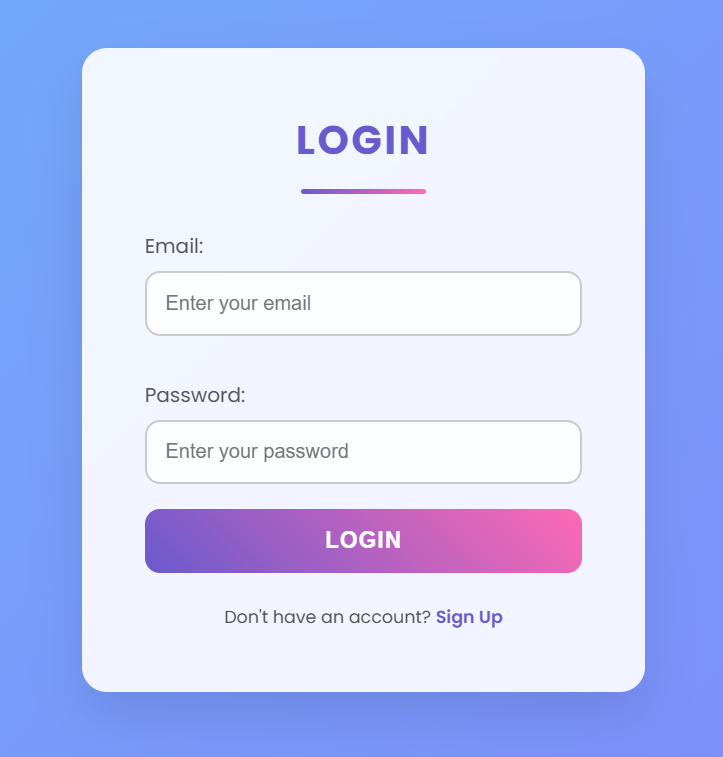 LOGIN
Email:
Enter your email
Password:
Enter your password
LOGIN
Don't have an account? Sign Up